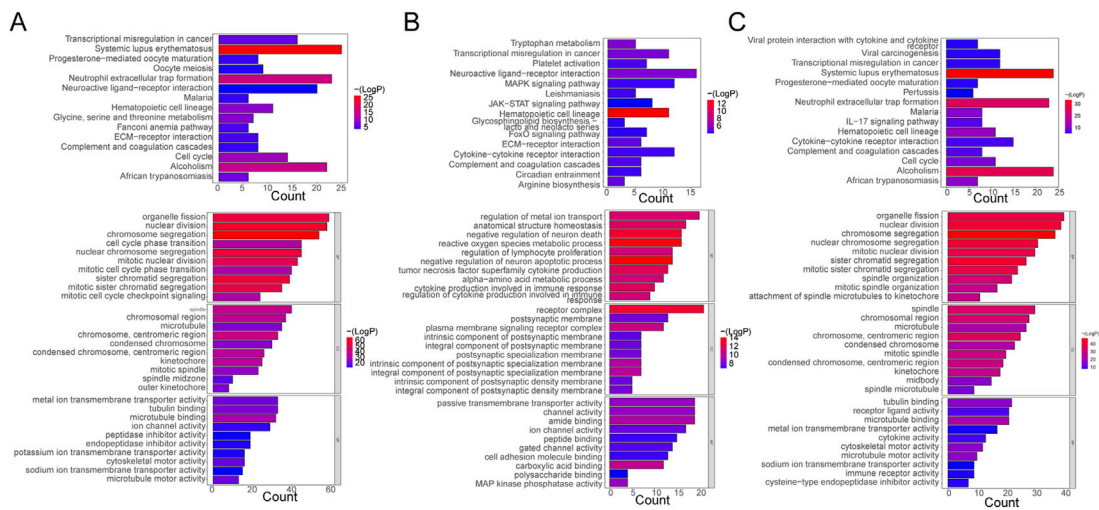 A
Transcriptional misregulation in cancer
Systemic lupus erythematosus
Progesterone−mediated oocyte maturation
Oocyte meiosis
Neutrophil extracellular trap formation
Neuroactive ligand−receptor interaction
Malaria
Hematopoietic cell lineage
Glycine, serine and threonine metabolism
Fanconi anemia pathway
ECM−receptor interaction
Complement and coagulation cascades
Cell cycle
Alcoholism
African trypanosomiasis
0 5 10 15 20 25
Count
−(LogP)
25
20
15
10
5
organelle fission
nuclear division
chromosome segregation
cell cycle phase transition
nuclear chromosome segregation
mitotic nuclear division
mitotic cell cycle phase transition
sister chromatid segregation
mitotic sister chromatid segregation
mitotic cell cycle checkpoint signaling
spindle
chromosomal region
microtubule
chromosome, centromeric region
condensed chromosome
condensed chromosome, centromeric region
kinetochore
mitotic spindle
spindle midzone
outer kinetochore
metal ion transmembrane transporter activity
tubulin binding
microtubule binding
ion channel activity
peptidase inhibitor activity
endopeptidase inhibitor activity
potassium ion transmembrane transporter activity
cytoskeletal motor activity
sodium ion transmembrane transporter activity
microtubule motor activity
0 20 40 60
Count
−(LogP)
60
50
40
30
20
B
Tryptophan metabolism
Transcriptional misregulation in cancer
Platelet activation
Neuroactive ligand−receptor interaction
MAPK signaling pathway
Leishmaniasis
JAK−STAT signaling pathway
Hematopoietic cell lineage
Glycosphingolipid biosynthesis −
lacto and neolacto series
FoxO signaling pathway
ECM−receptor interaction
Cytokine−cytokine receptor interaction
Complement and coagulation cascades
Circadian entrainment
Arginine biosynthesis
0 5 10 15
Count
−(LogP)
12
10
8
6
regulation of metal ion transport
anatomical structure homeostasis
negative regulation of neuron death
reactive oxygen species metabolic process
regulation of lymphocyte proliferation
negative regulation of neuron apoptotic process
tumor necrosis factor superfamily cytokine production
alpha−amino acid metabolic process
cytokine production involved in immune response
regulation of cytokine production involved in immune
response
receptor complex
postsynaptic membrane
plasma membrane signaling receptor complex
intrinsic component of postsynaptic membrane
integral component of postsynaptic membrane
postsynaptic specialization membrane
intrinsic component of postsynaptic specialization membrane
integral component of postsynaptic specialization membrane
intrinsic component of postsynaptic density membrane
integral component of postsynaptic density membrane
passive transmembrane transporter activity
channel activity
amide binding
ion channel activity
peptide binding
gated channel activity
cell adhesion molecule binding
carboxylic acid binding
polysaccharide binding
MAP kinase phosphatase activity
0 5 10 15 20
Count
−(LogP)
14
12
10
8
C
Viral protein interaction with cytokine and cytokine
receptor
Viral carcinogenesis
Transcriptional misregulation in cancer
Systemic lupus erythematosus
Progesterone−mediated oocyte maturation
Pertussis
Neutrophil extracellular trap formation
Malaria
IL−17 signaling pathway
Hematopoietic cell lineage
Cytokine−cytokine receptor interaction
Complement and coagulation cascades
Cell cycle
Alcoholism
African trypanosomiasis
0 5 10 15 20 25
Count
−(LogP)
30
20
10
organelle fission
nuclear division
chromosome segregation
nuclear chromosome segregation
mitotic nuclear division
sister chromatid segregation
mitotic sister chromatid segregation
spindle organization
mitotic spindle organization
attachment of spindle microtubules to kinetochore
spindle
chromosomal region
microtubule
chromosome, centromeric region
condensed chromosome
mitotic spindle
condensed chromosome, centromeric region
kinetochore
midbody
spindle microtubule
tubulin binding
receptor ligand activity
microtubule binding
metal ion transmembrane transporter activity
cytokine activity
cytoskeletal motor activity
microtubule motor activity
sodium ion transmembrane transporter activity
immune receptor activity
cysteine−type endopeptidase inhibitor activity
0 10 20 30 40
Count
−(LogP)
40
30
20
10